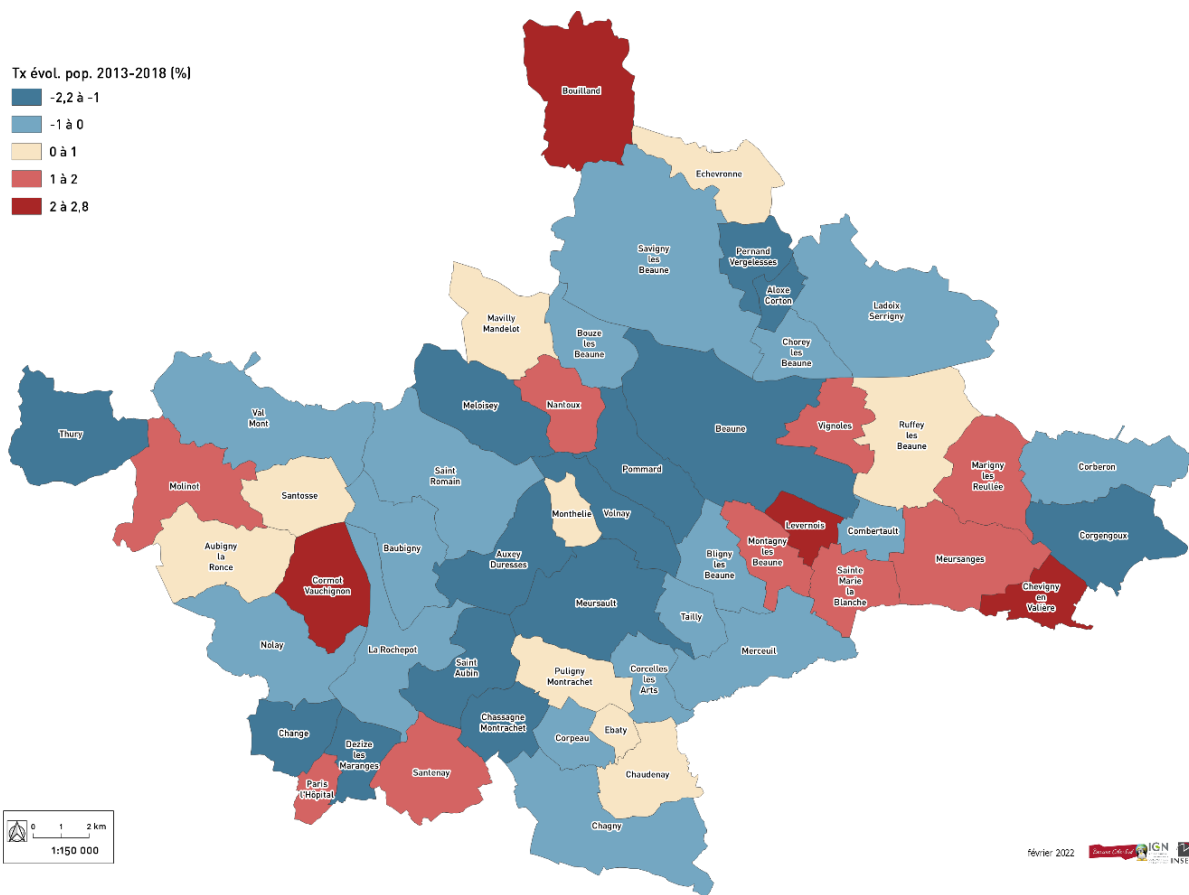 Tx évol. pop. 2013-2018 (%)
-2,2 à -1
-1 à 0
0 à 1
1 à 2
2 à 2,8
Bouilland
Echevronne
Savigny
les
Beaune
Pernand
Vergelesses
Aloxe
Corton
Ladoix
Serrigny
Mavilly
Mandelot
Bouze
les
Beaune
Chorey
les
Beaune
Meloisey
Nantoux
Val
Mont
Thury
Beaune
Vignoles
Ruffey
les
Beaune
Marigny
les
Reullée
Corberon
Saint
Romain
Pommard
Molinot
Santosse
Monthelie
Volnay
Levernois
Combertault
Corgengoux
Aubigny
la
Ronce
Baubigny
Auxey
Duresses
Bligny
les
Beaune
Montagny
les
Beaune
Meursanges
Cormot
Vauchignon
Sainte
Marie
la
Blanche
Chevigny
en
Valière
Meursault
Tailly
Nolay
La Rochepot
Merceuil
Saint
Aubin
Puligny
Montrachet
Corcelles
les
Arts
Change
Dezize
les
Maranges
Chassagne
Montrachet
Corpeau
Ebaty
Paris
l'Hôpital
Santenay
Chaudenay
Chagny
0 1 2 km
1:150 000
février 2022
Beaune Côte-Sud
IGN
INSE